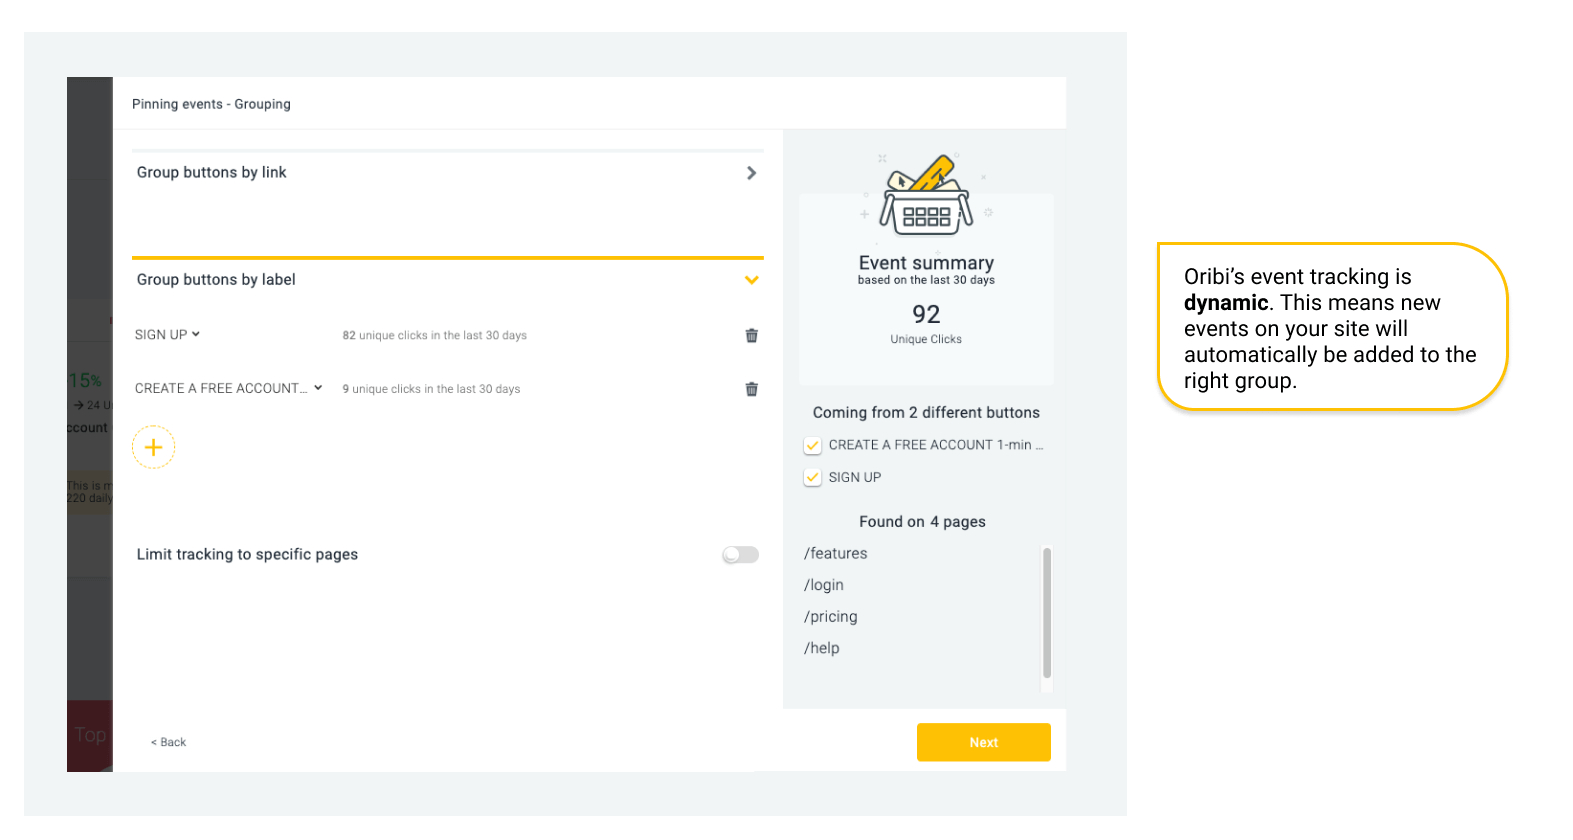 Pinning events - Grouping
Group buttons by link
Group buttons by label
SIGN UP
82 unique clicks in the last 30 days
CREATE A FREE ACCOUNT...
9 unique clicks in the last 30 days
Limit tracking to specific pages
< Back
Event summary
based on the last 30 days
92
Unique Clicks
Coming from 2 different buttons
CREATE A FREE ACCOUNT 1-min ...
SIGN UP
Found on 4 pages
/features
/login
/pricing
/help
Next
15%
→ 24 U
ccount
This is m
220 daily
Top
Oribi’s event tracking is
dynamic. This means new
events on your site will
automatically be added to the
right group.